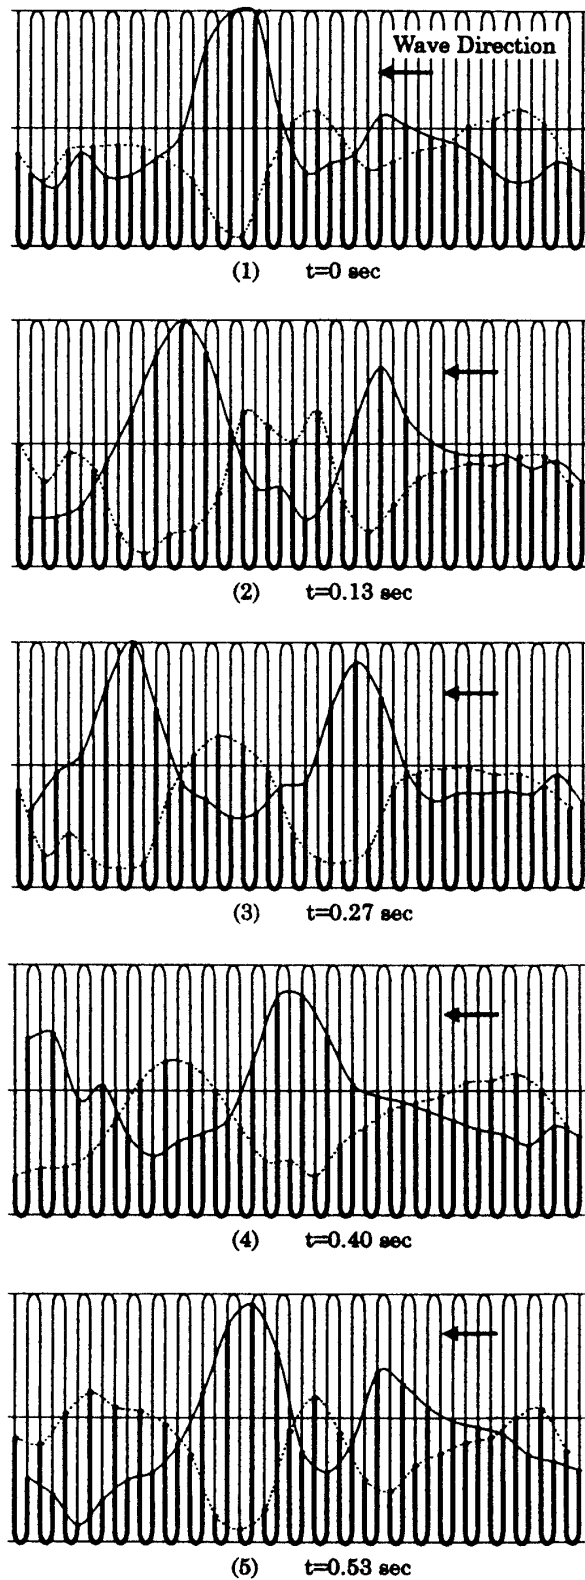 Wave Direction
(1) t=0 sec
(2) t=0.13 sec
(3) t=0.27 sec
(4) t=0.40 sec
(5) t=0.53 sec